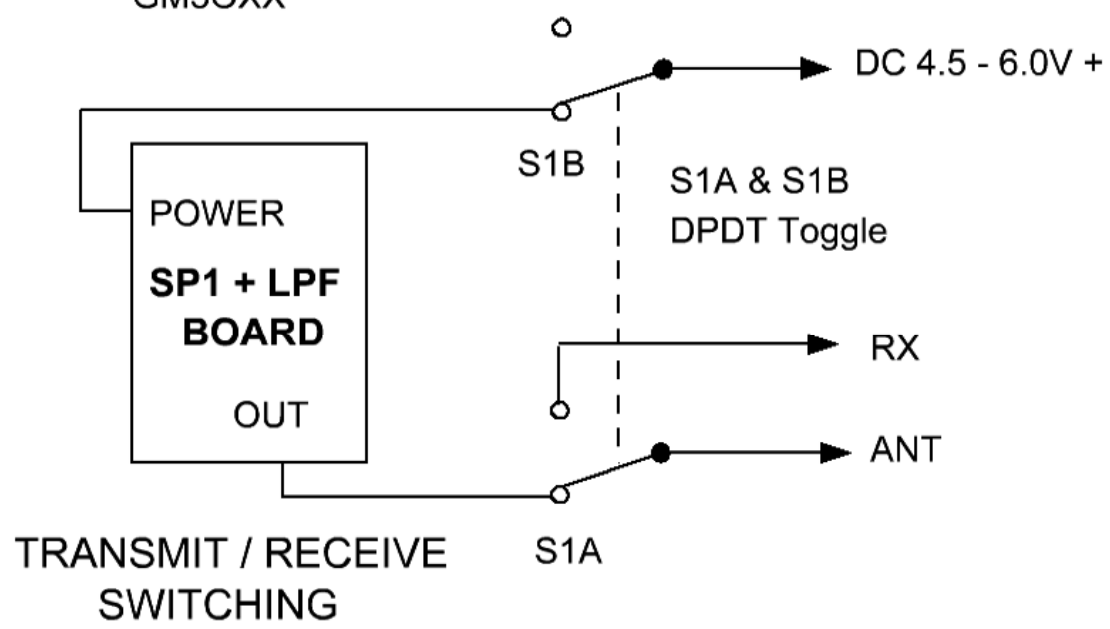 DC 4.5 - 6.0V +
S1B
S1A & S1B
DPDT Toggle
POWER
SP1 + LPF
BOARD
RX
OUT
ANT
S1A
TRANSMIT / RECEIVE
SWITCHING